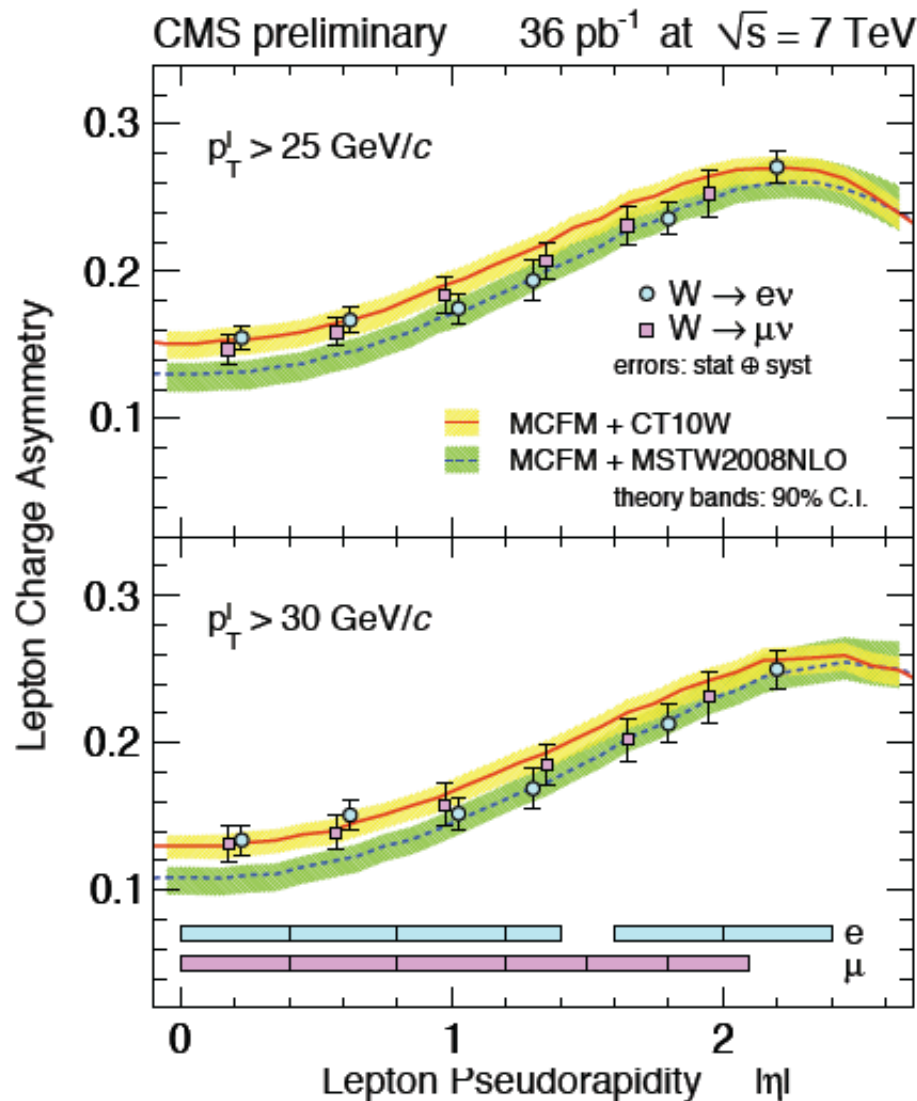 CMS preliminary 36 pb⁻¹ at √s = 7 TeV
Lepton Charge Asymmetry
0.3
0.2
0.1
p_T^l > 25 GeV/c
W → eν
W → μν
errors: stat ⊕ syst
MCFM + CT10W
MCFM + MSTW2008NLO
theory bands: 90% C.I.
0.3
0.2
0.1
p_T^l > 30 GeV/c
e
μ
0 1 2
Lepton Pseudorapidity |η|